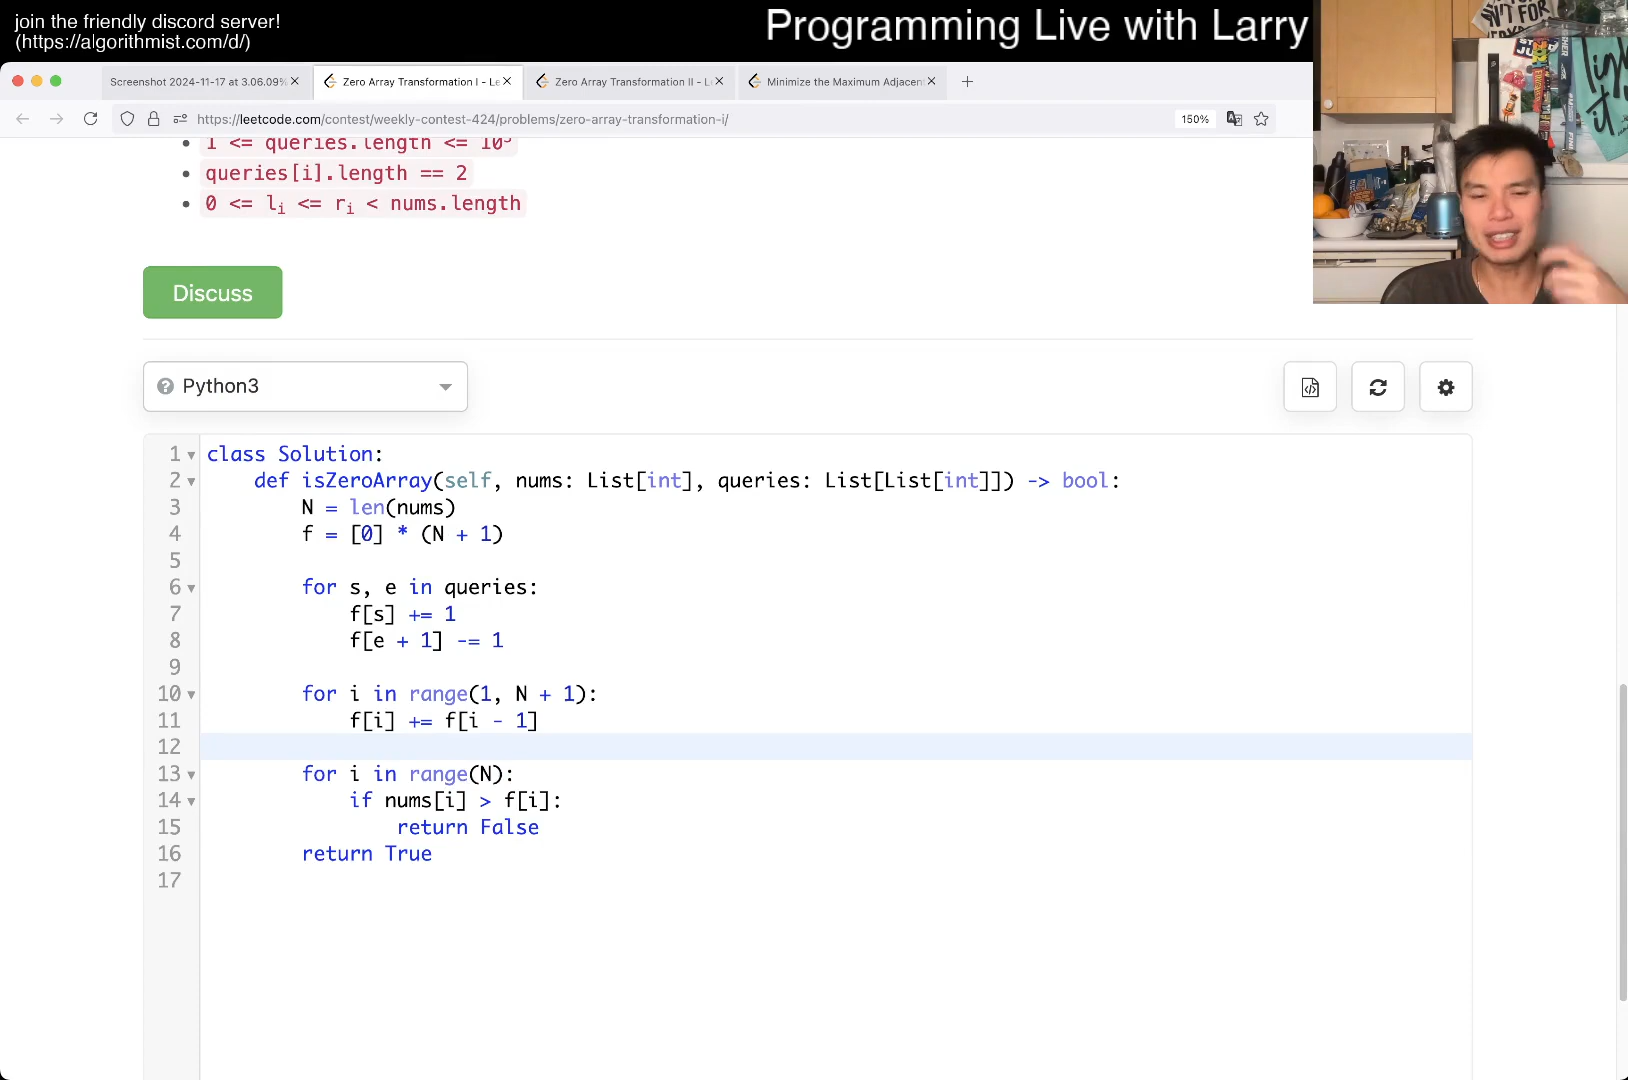 join the friendly discord server!
(https://algorithmist.com/d/)
Programming Live with Larry
Screenshot 2024-11-17 at 3.06.09
Zero Array Transformation I - Le
Zero Array Transformation II - L
Minimize the Maximum Adjacen
https://leetcode.com/contest/weekly-contest-424/problems/zero-array-transformation-i/
150%
1 <= queries.length <= 10⁵
queries[i].length == 2
0 <= lᵢ <= rᵢ < nums.length
Discuss
Python3
1 class Solution:
2 def isZeroArray(self, nums: List[int], queries: List[List[int]]) -> bool:
3 N = len(nums)
4 f = [0] * (N + 1)
5
6 for s, e in queries:
7 f[s] += 1
8 f[e + 1] -= 1
9
10 for i in range(1, N + 1):
11 f[i] += f[i - 1]
12
13 for i in range(N):
14 if nums[i] > f[i]:
15 return False
16 return True
17